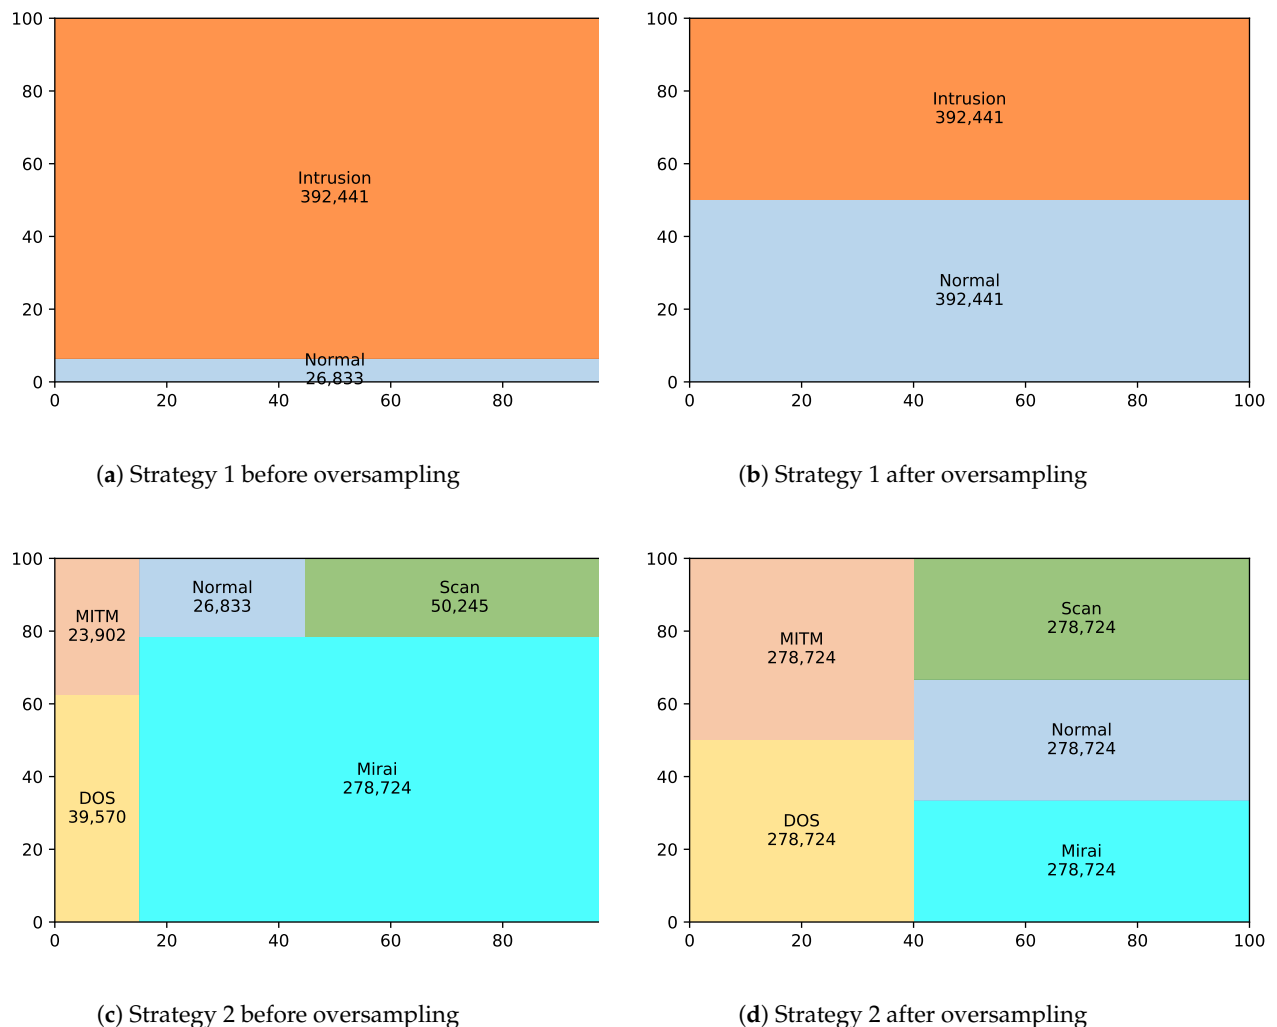 100
80
60
40
20
0
Intrusion
392,441
Normal
26,833
0 20 40 60 80
(a) Strategy 1 before oversampling
100
80
60
40
20
0
Intrusion
392,441
Normal
392,441
0 20 40 60 80 100
(b) Strategy 1 after oversampling
100
80
60
40
20
0
MITM
23,902
Normal
26,833
Scan
50,245
DOS
39,570
Mirai
278,724
0 20 40 60 80
(c) Strategy 2 before oversampling
100
80
60
40
20
0
MITM
278,724
Scan
278,724
Normal
278,724
DOS
278,724
Mirai
278,724
0 20 40 60 80 100
(d) Strategy 2 after oversampling